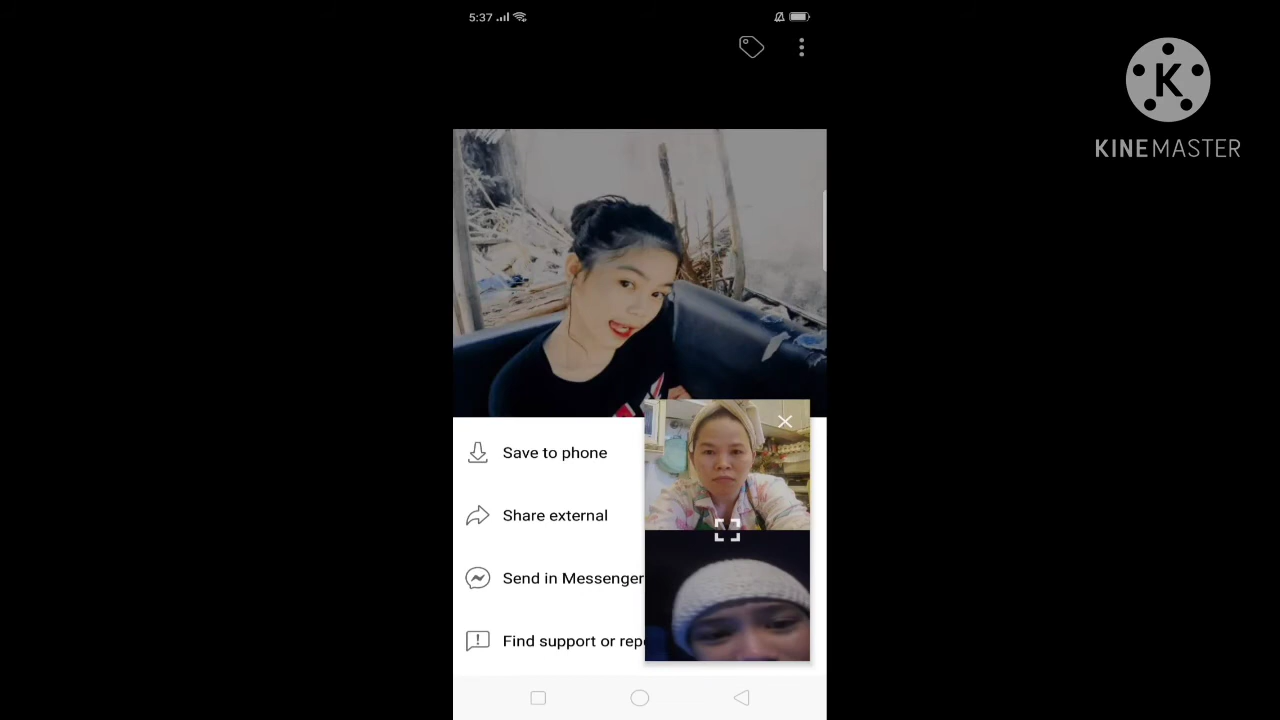 5:37
K
KINEMASTER
Save to phone
Share external
Send in Messenger
Find support or rep